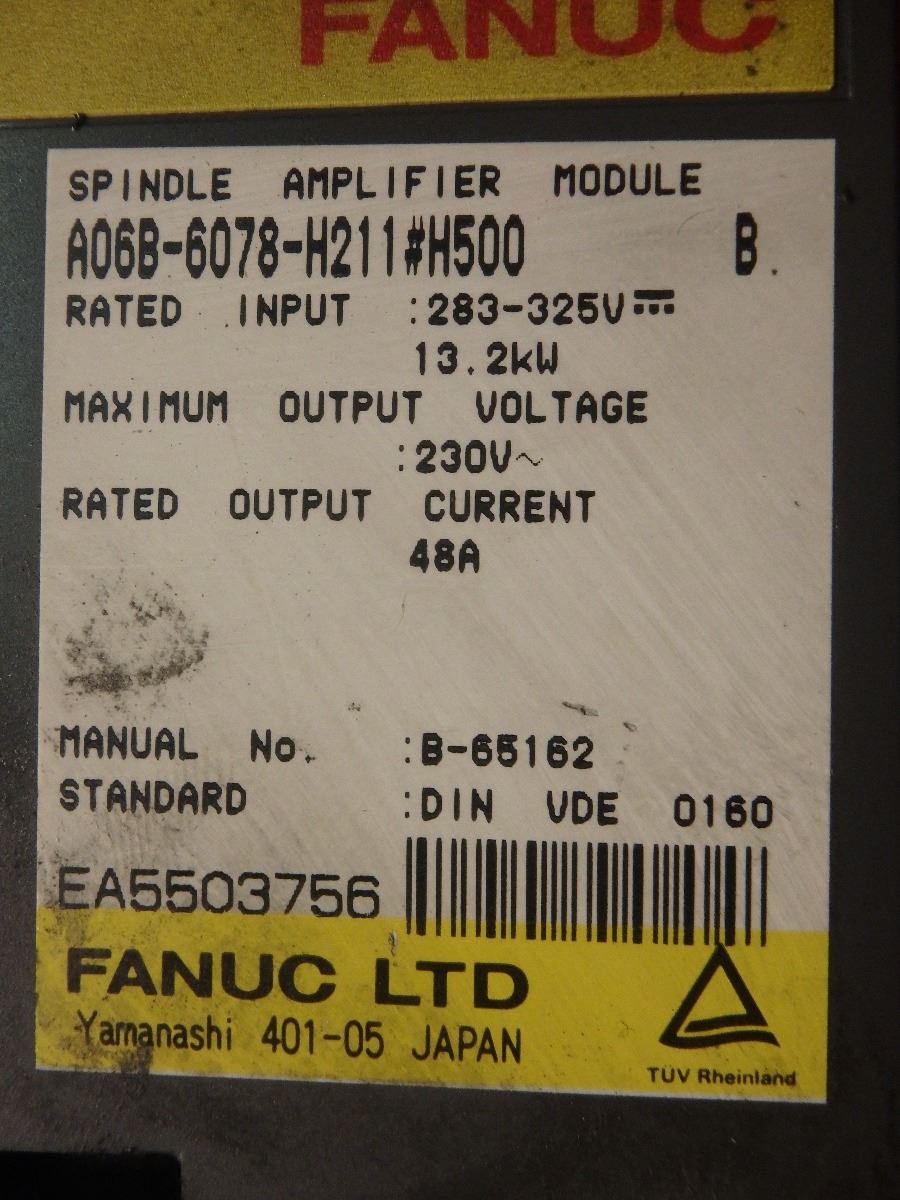 FANUC
SPINDLE AMPLIFIER MODULE
A06B-6078-H211#H500 B.
RATED INPUT :283-325V⎓
13.2kW
MAXIMUM OUTPUT VOLTAGE
:230V~
RATED OUTPUT CURRENT
48A
MANUAL No. :B-65162
STANDARD :DIN VDE 0160
EA5503756
FANUC LTD
Yamanashi 401-05 JAPAN
TÜV Rheinland